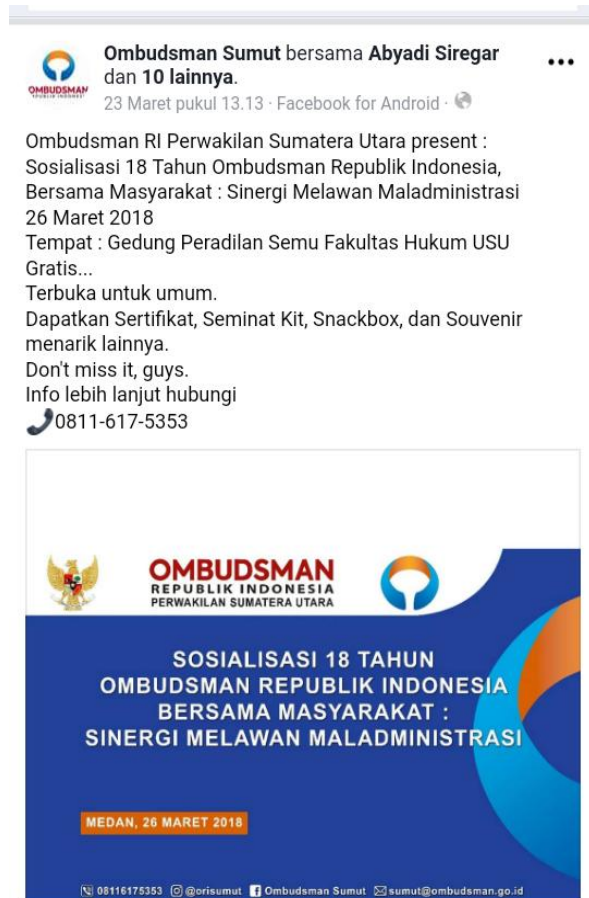 Ombudsman Sumut bersama Abyadi Siregar
dan 10 lainnya.
23 Maret pukul 13.13 · Facebook for Android ·
OMBUDSMAN
REPUBLIK INDONESIA
Ombudsman RI Perwakilan Sumatera Utara present :
Sosialisasi 18 Tahun Ombudsman Republik Indonesia,
Bersama Masyarakat : Sinergi Melawan Maladministrasi
26 Maret 2018
Tempat : Gedung Peradilan Semu Fakultas Hukum USU
Gratis...
Terbuka untuk umum.
Dapatkan Sertifikat, Seminat Kit, Snackbox, dan Souvenir
menarik lainnya.
Don't miss it, guys.
Info lebih lanjut hubungi
0811-617-5353
OMBUDSMAN
REPUBLIK INDONESIA
PERWAKILAN SUMATERA UTARA
SOSIALISASI 18 TAHUN
OMBUDSMAN REPUBLIK INDONESIA
BERSAMA MASYARAKAT :
SINERGI MELAWAN MALADMINISTRASI
MEDAN, 26 MARET 2018
08116175353 @orisumut Ombudsman Sumut sumut@ombudsman.go.id